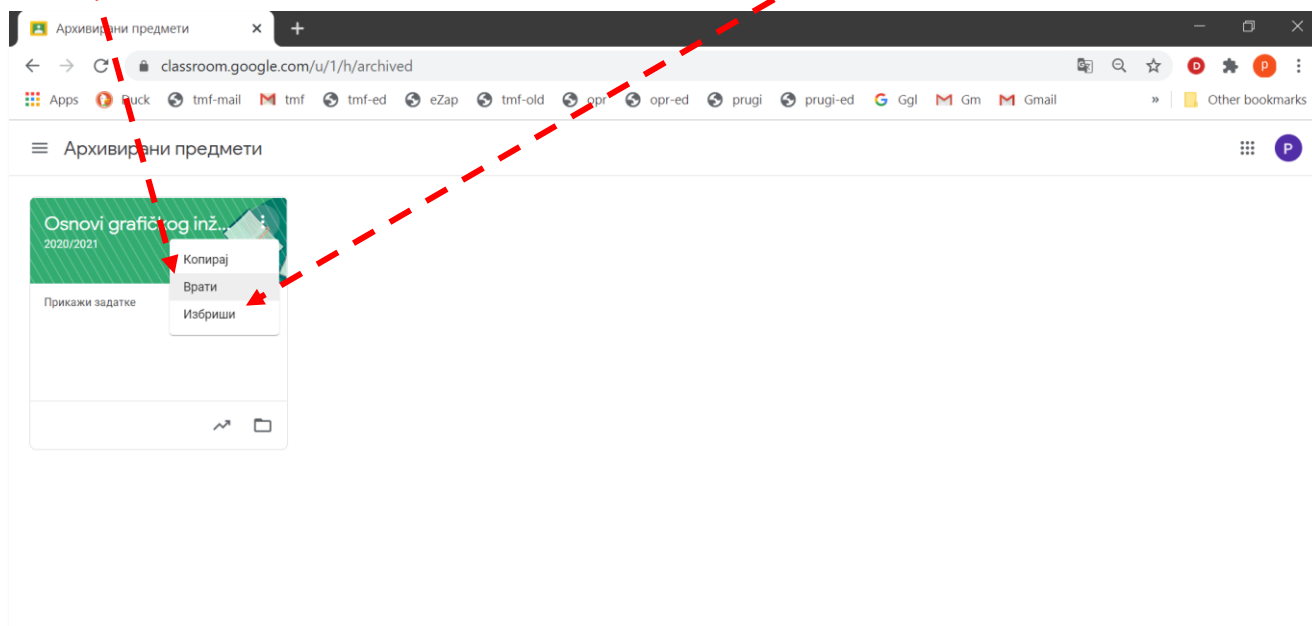 Архивирани предмети
classroom.google.com/u/1/h/archived
Apps Duck tmf-mail tmf tmf-ed eZap tmf-old opr opr-ed prugi prugi-ed Ggl Gm Gmail » Other bookmarks
Архивирани предмети
P
Osnovi grafičkog inž...
2020/2021
Копирај
Врати
Прикажи задатке
Избриши